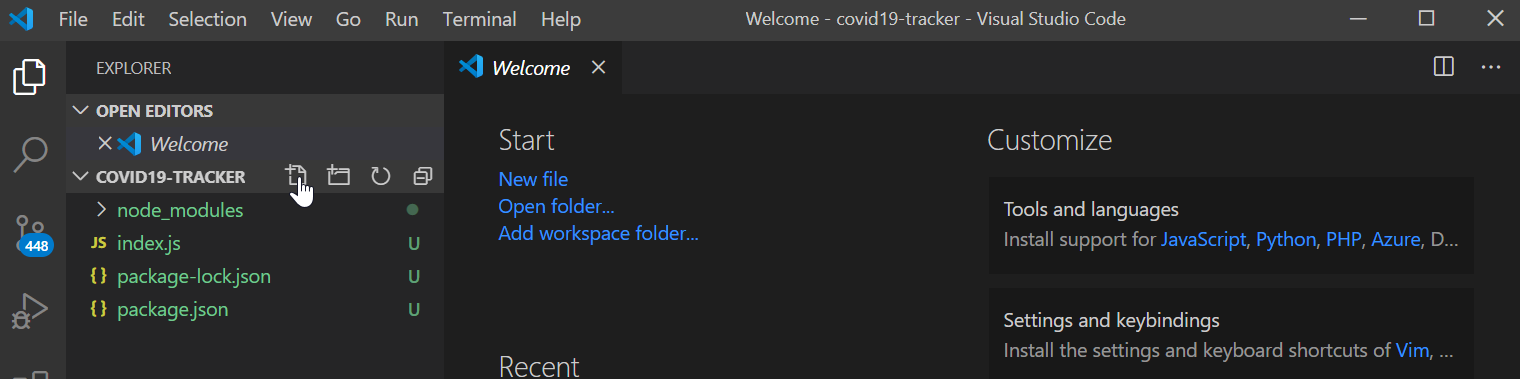 File Edit Selection View Go Run Terminal Help Welcome - covid19-tracker - Visual Studio Code
EXPLORER
OPEN EDITORS
Welcome
COVID19-TRACKER
node_modules
JS index.js U
{} package-lock.json U
{} package.json U
448
Welcome
Start
New file
Open folder...
Add workspace folder...
Recent
Customize
Tools and languages
Install support for JavaScript, Python, PHP, Azure, D...
Settings and keybindings
Install the settings and keyboard shortcuts of Vim, ...